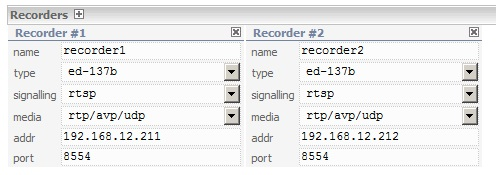 Recorders
Recorder #1 Recorder #2
name recorder1 name recorder2
type ed-137b type ed-137b
signalling rtsp signalling rtsp
media rtp/avp/udp media rtp/avp/udp
addr 192.168.12.211 addr 192.168.12.212
port 8554 port 8554